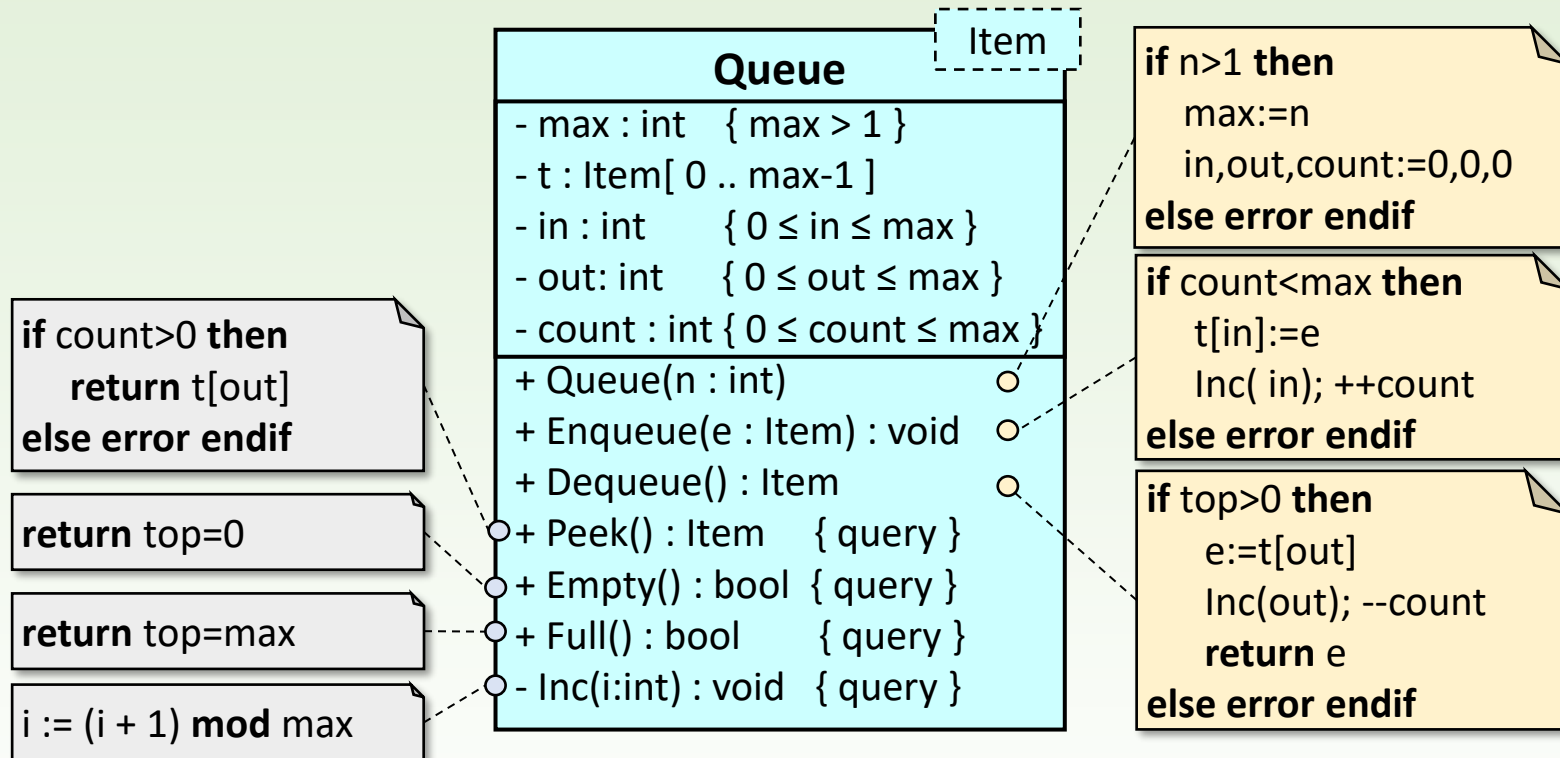 Item
Queue
- max : int { max > 1 }
- t : Item[ 0 .. max-1 ]
- in : int { 0 ≤ in ≤ max }
- out: int { 0 ≤ out ≤ max }
- count : int { 0 ≤ count ≤ max }
+ Queue(n : int)
+ Enqueue(e : Item) : void
+ Dequeue() : Item
+ Peek() : Item { query }
+ Empty() : bool { query }
+ Full() : bool { query }
- Inc(i:int) : void { query }
if count>0 then
return t[out]
else error endif
return top=0
return top=max
i := (i + 1) mod max
if n>1 then
max:=n
in,out,count:=0,0,0
else error endif
if count<max then
t[in]:=e
Inc( in); ++count
else error endif
if top>0 then
e:=t[out]
Inc(out); --count
return e
else error endif